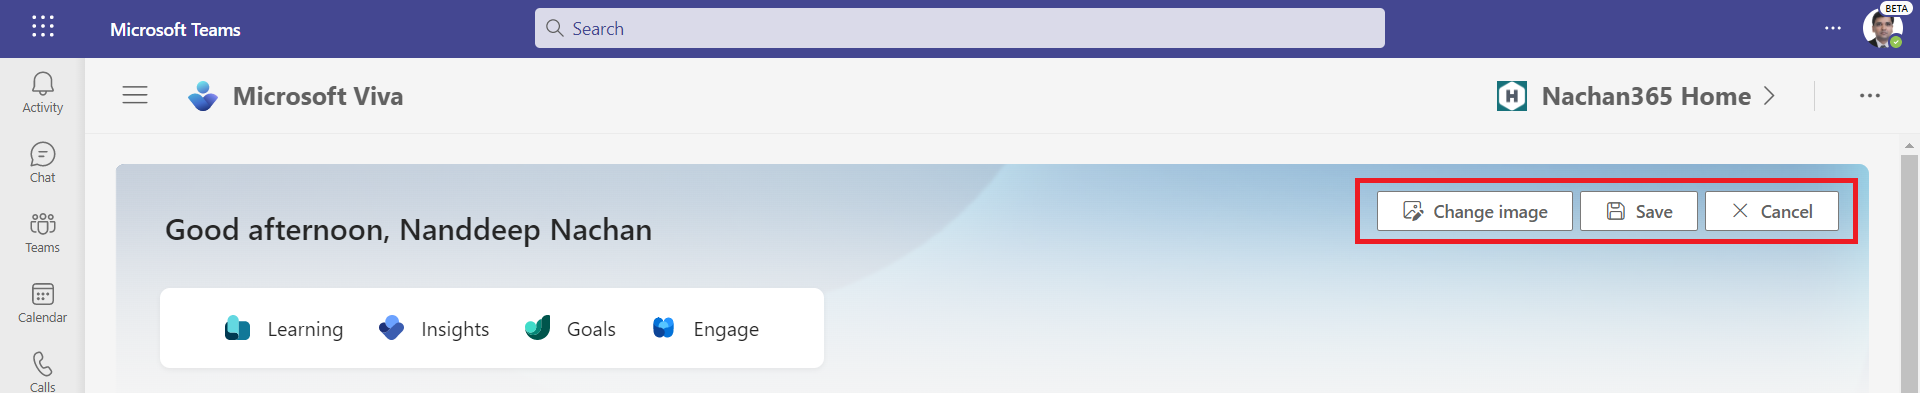 BETA
Microsoft Teams
Search
Activity
Microsoft Viva
H Nachan365 Home
Chat
Change image
Save
Cancel
Good afternoon, Nanddeep Nachan
Teams
Calendar
Learning
Insights
Goals
Engage
Calls